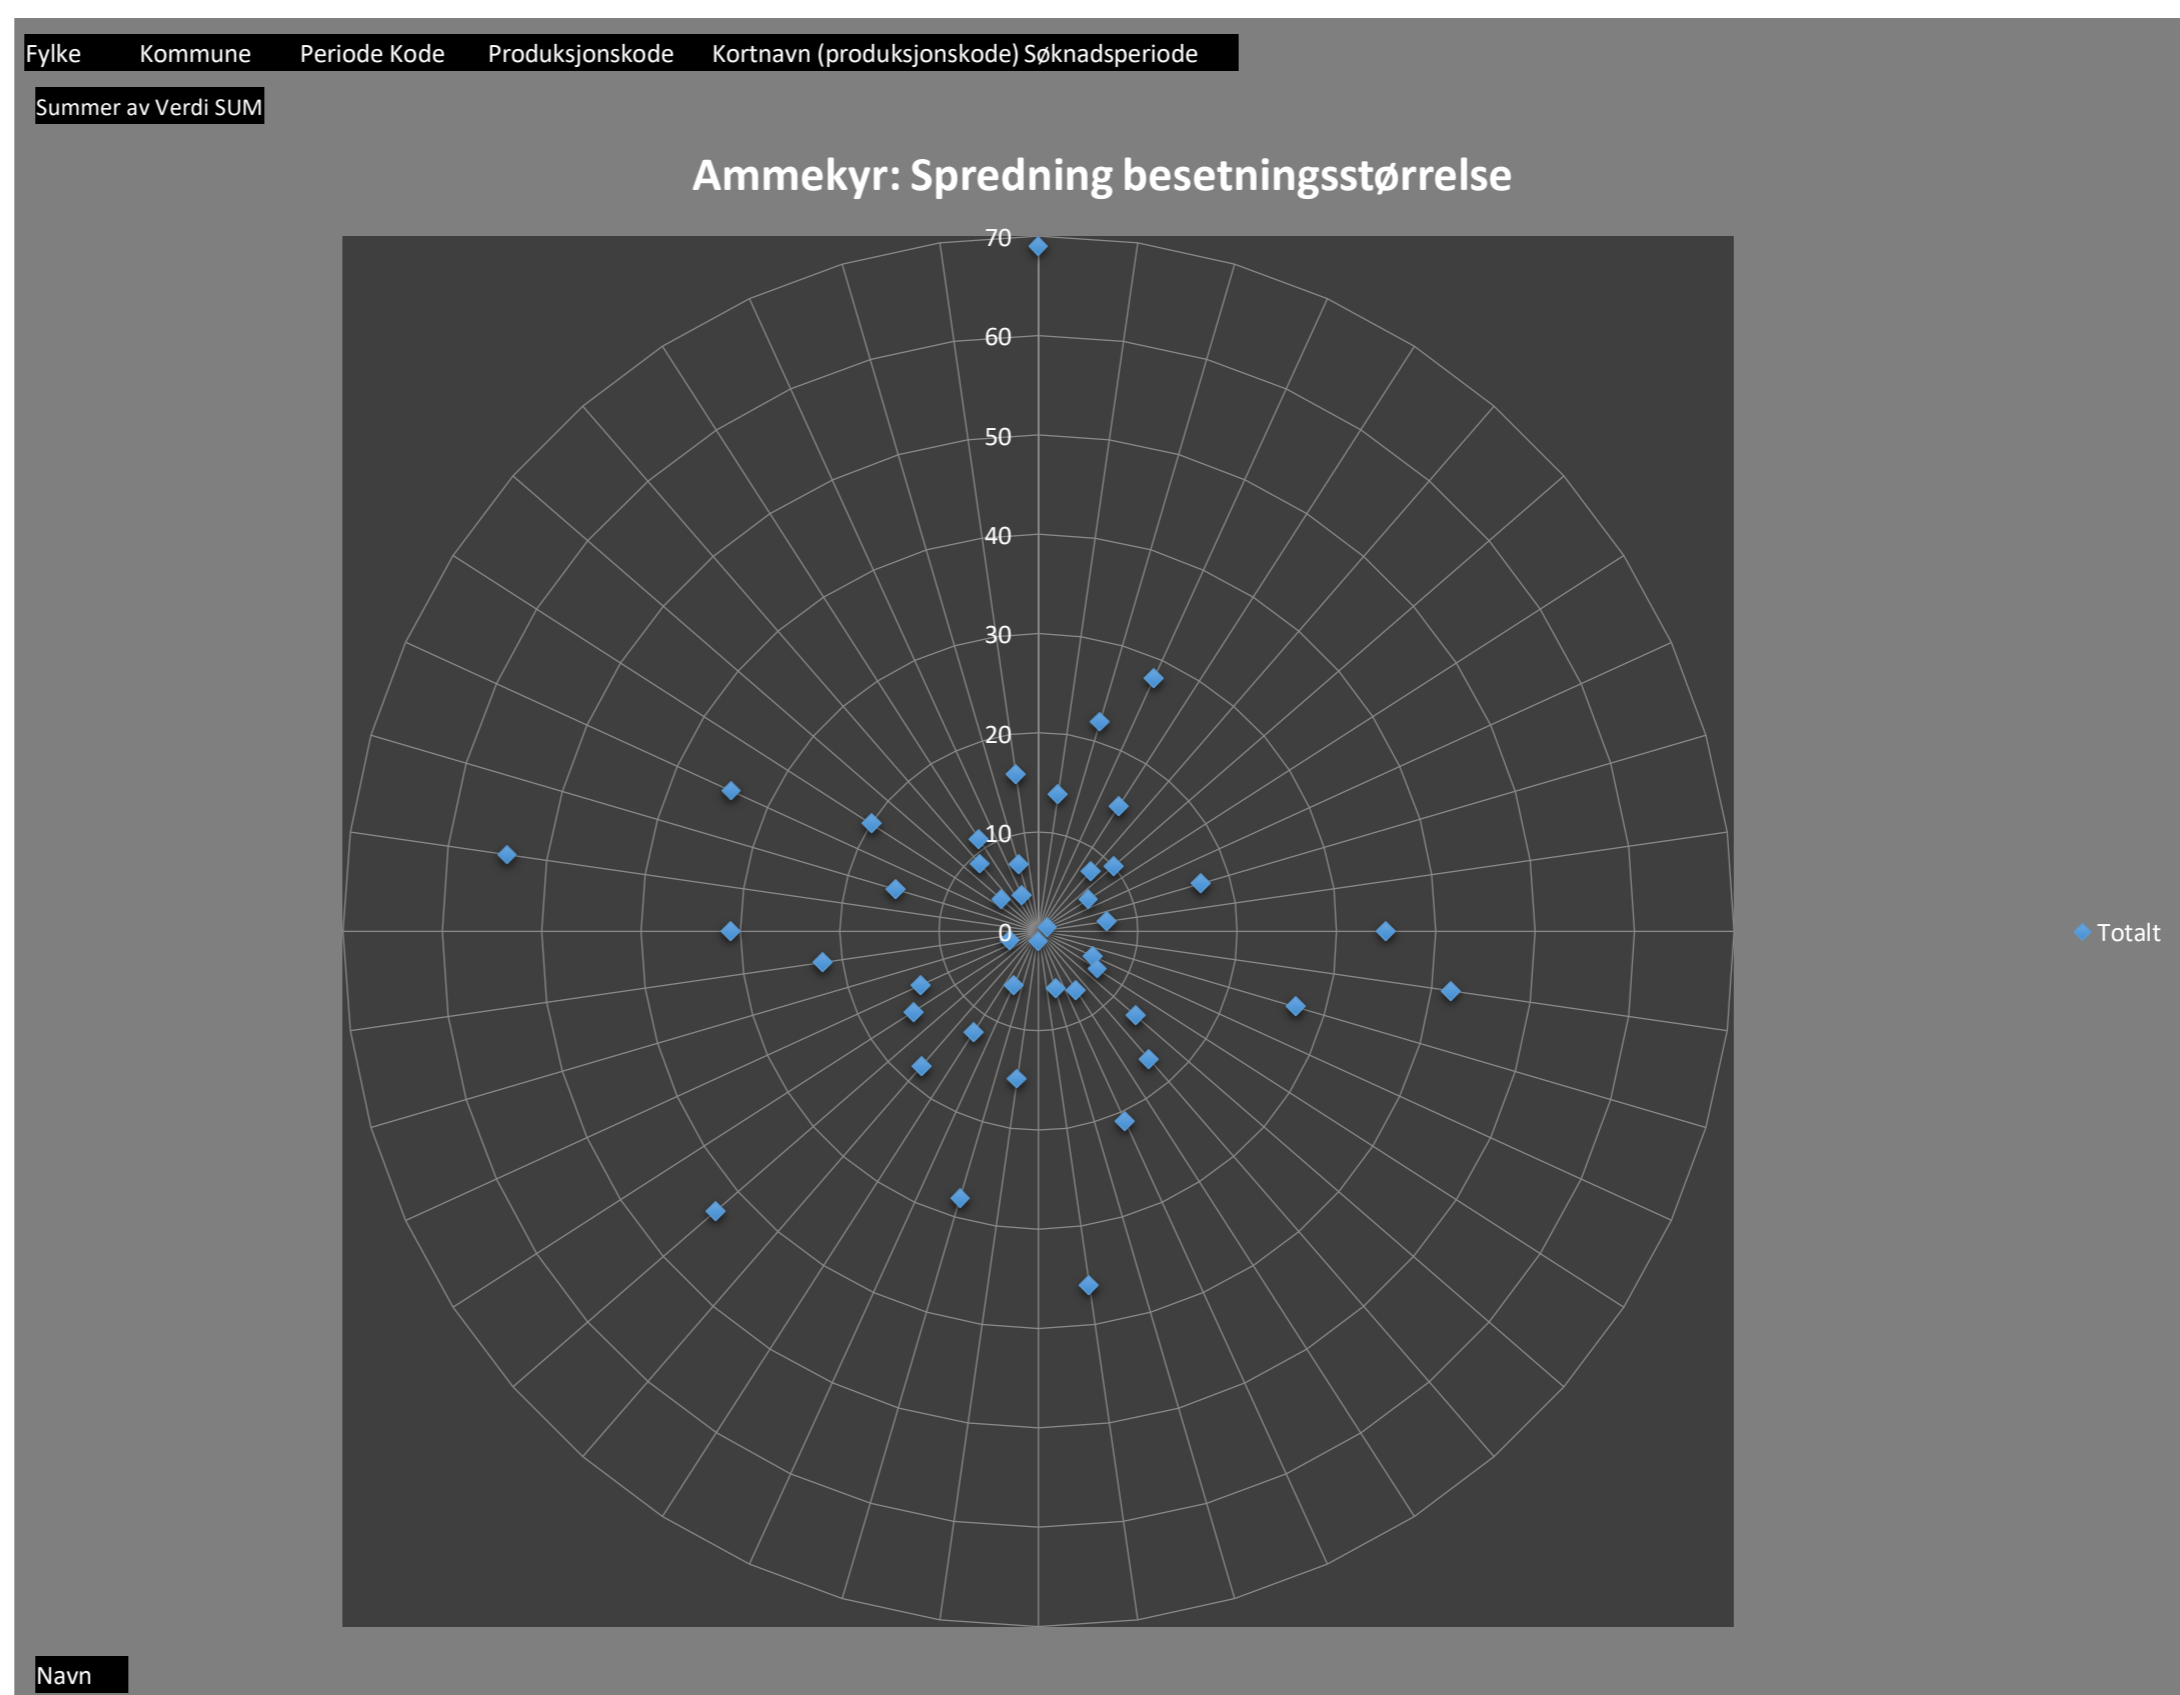 Fylke Kommune Periode Kode Produksjonskode Kortnavn (produksjonskode) Søknadsperiode
Summer av Verdi SUM
Ammekyr: Spredning besetningsstørrelse
70
60
50
40
30
20
10
0
Totalt
Navn